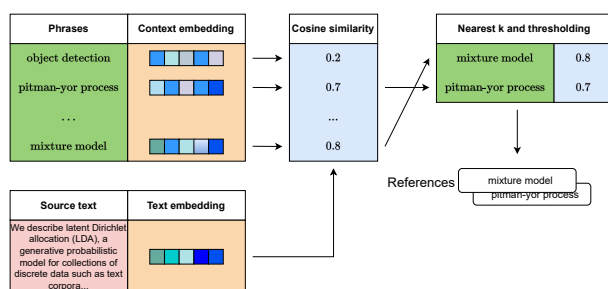 Phrases Context embedding Cosine similarity Nearest k and thresholding
object detection 0.2 mixture model 0.8
pitman-yor process 0.7 pitman-yor process 0.7
... ...
mixture model 0.8
References mixture model
pitman-yor process
Source text Text embedding
We describe latent Dirichlet
allocation (LDA), a
generative probabilistic
model for collections of
discrete data such as text
corpora...